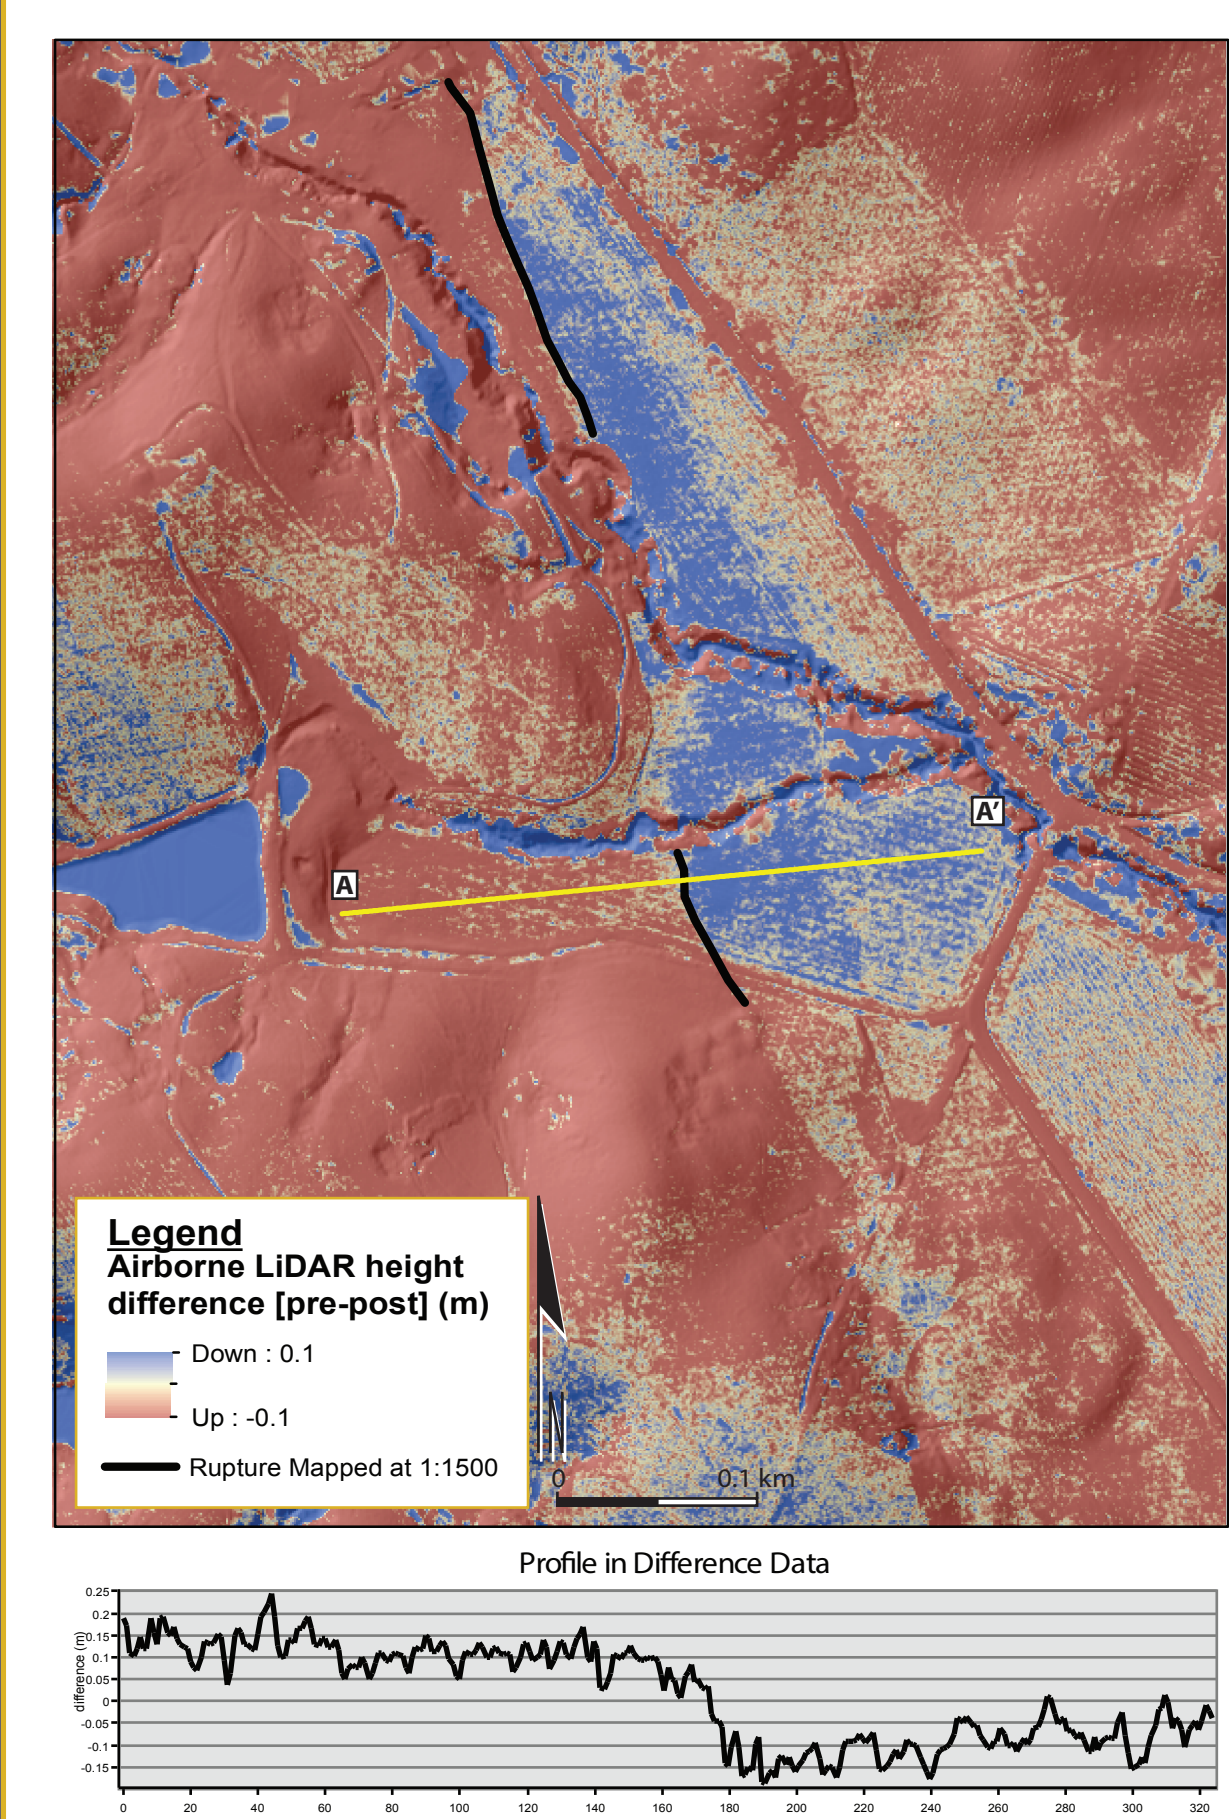 A'
A
Legend
Airborne LiDAR height
difference [pre-post] (m)
Down : 0.1
Up : -0.1
Rupture Mapped at 1:1500
N
0 0.1 km
Profile in Difference Data
difference (m)
0.25
0.2
0.15
0.1
0.05
0
-0.05
-0.1
-0.15
0 20 40 60 80 100 120 140 160 180 200 220 240 260 280 300 320